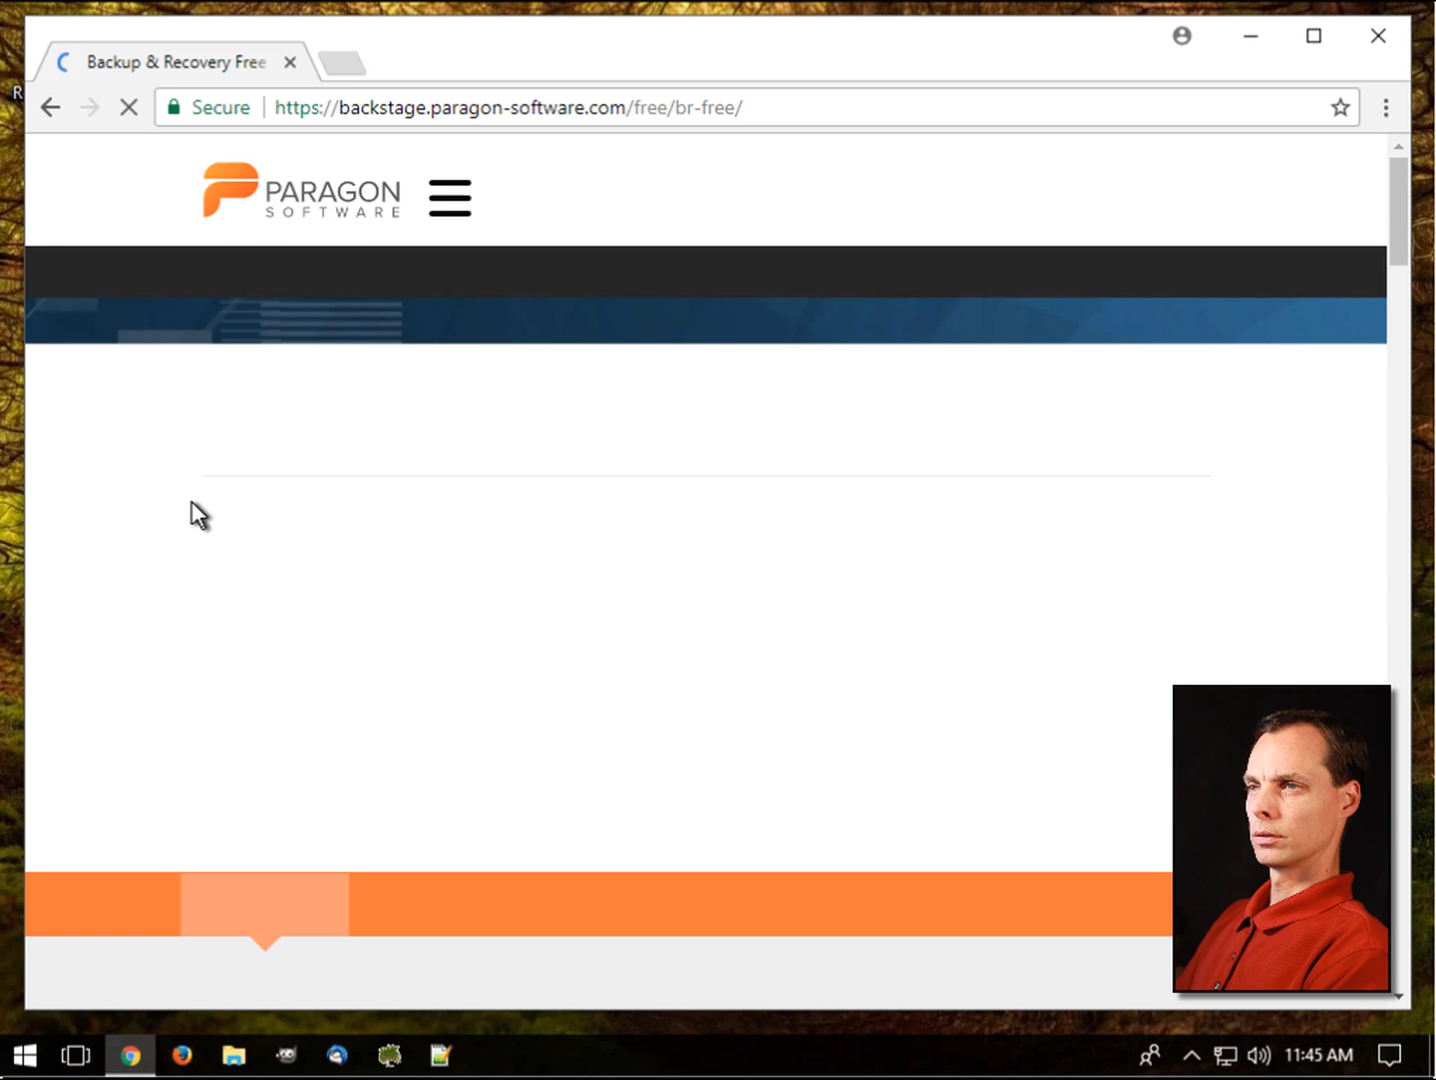 Backup & Recovery Free
R
Secure
https://backstage.paragon-software.com/free/br-free/
PARAGON
SOFTWARE
11:45 AM